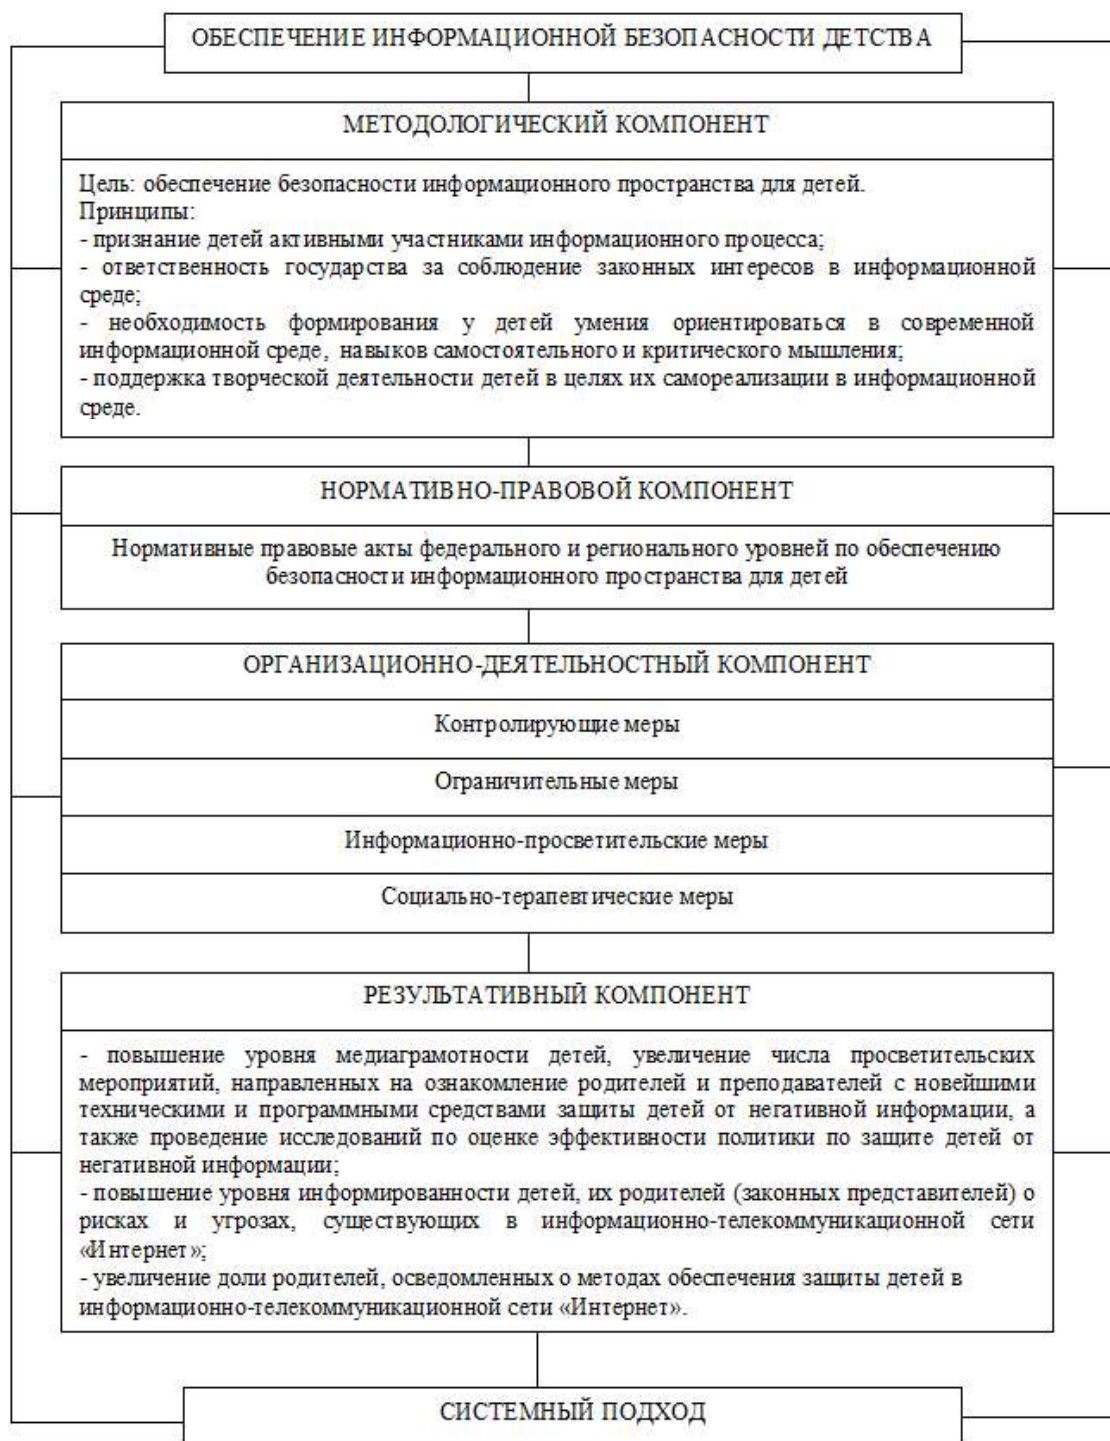 ОБЕСПЕЧЕНИЕ ИНФОРМАЦИОННОЙ БЕЗОПАСНОСТИ ДЕТСТВА
МЕТОДОЛОГИЧЕСКИЙ КОМПОНЕНТ
Цель: обеспечение безопасности информационного пространства для детей.
Принципы:
- признание детей активными участниками информационного процесса;
- ответственность государства за соблюдение законных интересов в информационной
среде;
- необходимость формирования у детей умения ориентироваться в современной
информационной среде, навыков самостоятельного и критического мышления;
- поддержка творческой деятельности детей в целях их самореализации в информационной
среде.
НОРМАТИВНО-ПРАВОВОЙ КОМПОНЕНТ
Нормативные правовые акты федерального и регионального уровней по обеспечению
безопасности информационного пространства для детей
ОРГАНИЗАЦИОННО-ДЕЯТЕЛЬНОСТНЫЙ КОМПОНЕНТ
Контролирующие меры
Ограничительные меры
Информационно-просветительские меры
Социально-терапевтические меры
РЕЗУЛЬТАТИВНЫЙ КОМПОНЕНТ
- повышение уровня медиаграмотности детей, увеличение числа просветительских
мероприятий, направленных на ознакомление родителей и преподавателей с новейшими
техническими и программными средствами защиты детей от негативной информации, а
также проведение исследований по оценке эффективности политики по защите детей от
негативной информации;
- повышение уровня информированности детей, их родителей (законных представителей) о
рисках и угрозах, существующих в информационно-телекоммуникационной сети
«Интернет»;
- увеличение доли родителей, осведомленных о методах обеспечения защиты детей в
информационно-телекоммуникационной сети «Интернет».
СИСТЕМНЫЙ ПОДХОД